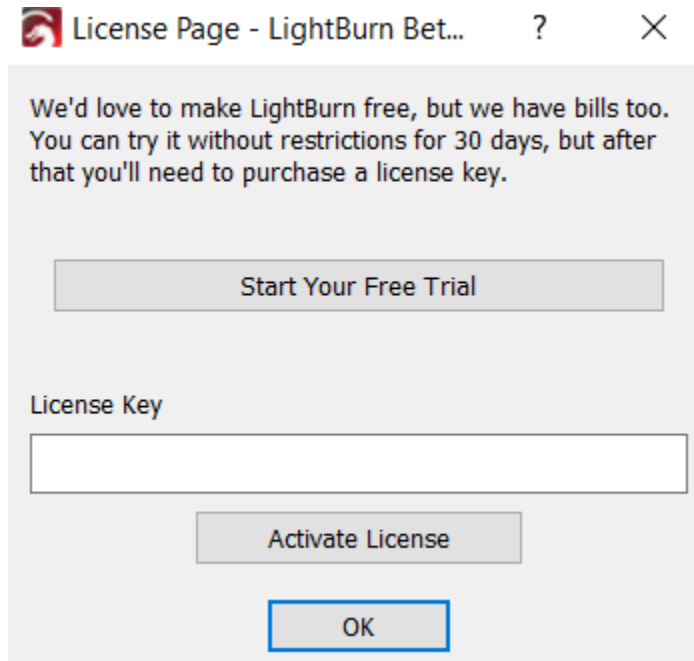 License Page - LightBurn Bet... ?
We'd love to make LightBurn free, but we have bills too.
You can try it without restrictions for 30 days, but after
that you'll need to purchase a license key.
Start Your Free Trial
License Key
Activate License
OK